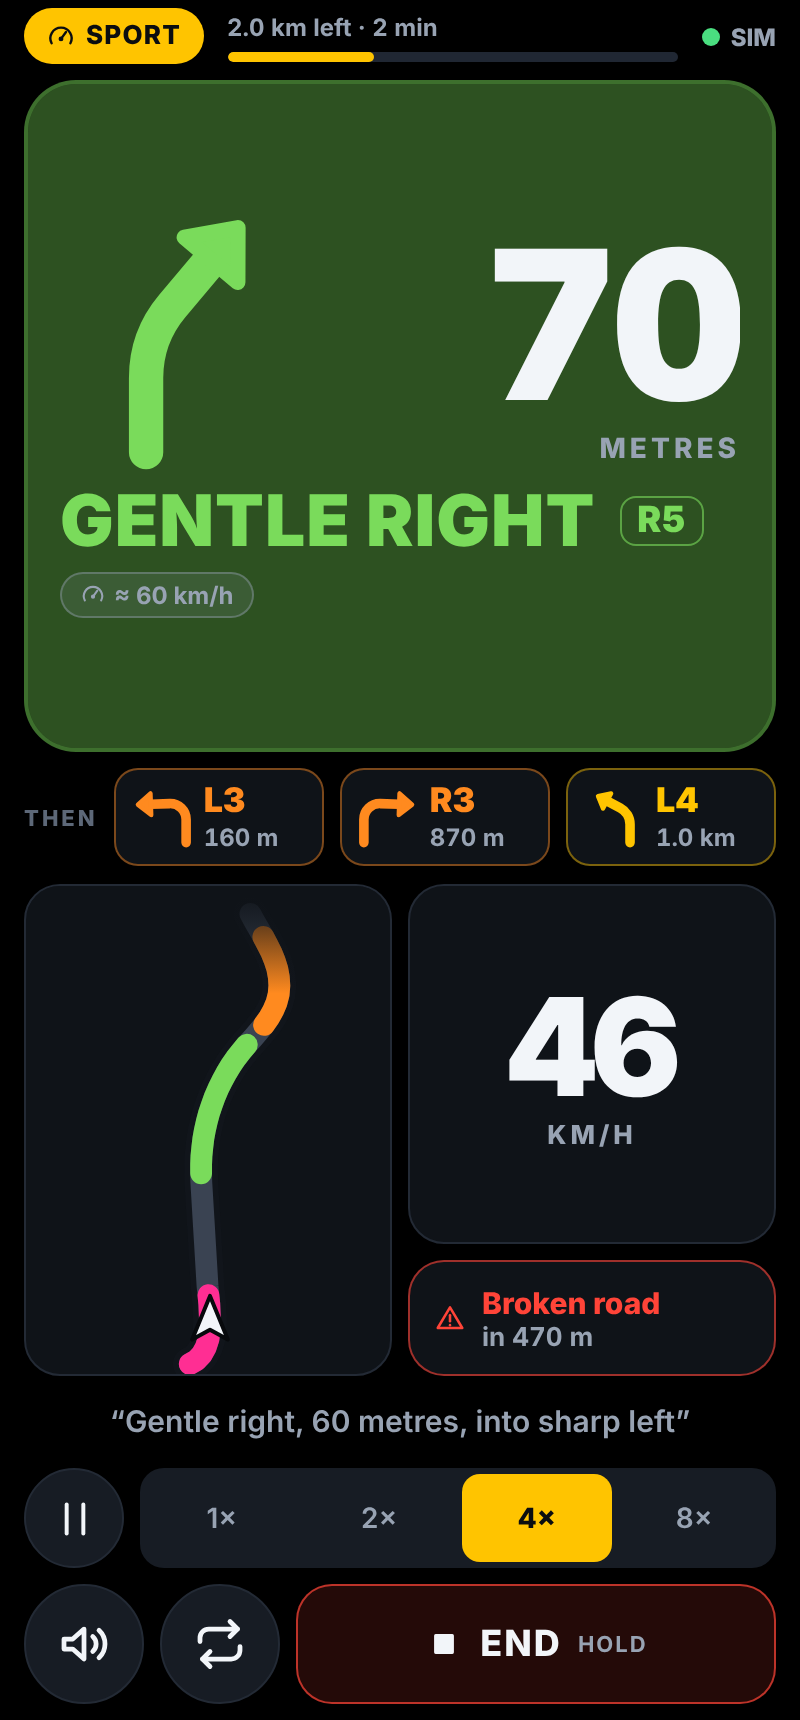 SPORT
2.0 km left · 2 min
SIM
70
METRES
GENTLE RIGHT R5
≈ 60 km/h
THEN
L3
160 m
R3
870 m
L4
1.0 km
46
KM/H
Broken road
in 470 m
“Gentle right, 60 metres, into sharp left”
1× 2× 4× 8×
END HOLD